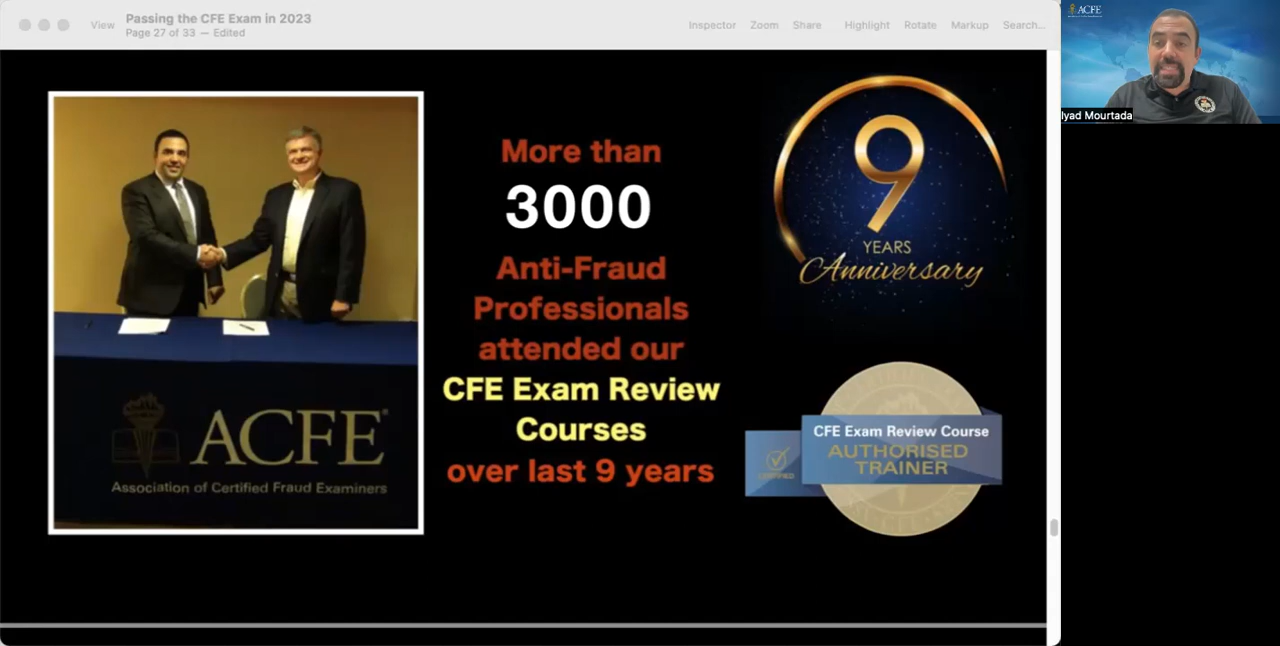 View
Passing the CFE Exam in 2023
Page 27 of 33 — Edited
Inspector
Zoom
Share
Highlight
Rotate
Markup
Search...
ACFE
Iyad Mourtada
More than
3000
Anti-Fraud
Professionals
attended our
CFE Exam Review
Courses
over last 9 years
ACFE®
Association of Certified Fraud Examiners
9
YEARS
Anniversary
CFE Exam Review Course
AUTHORISED
TRAINER
CERTIFIED